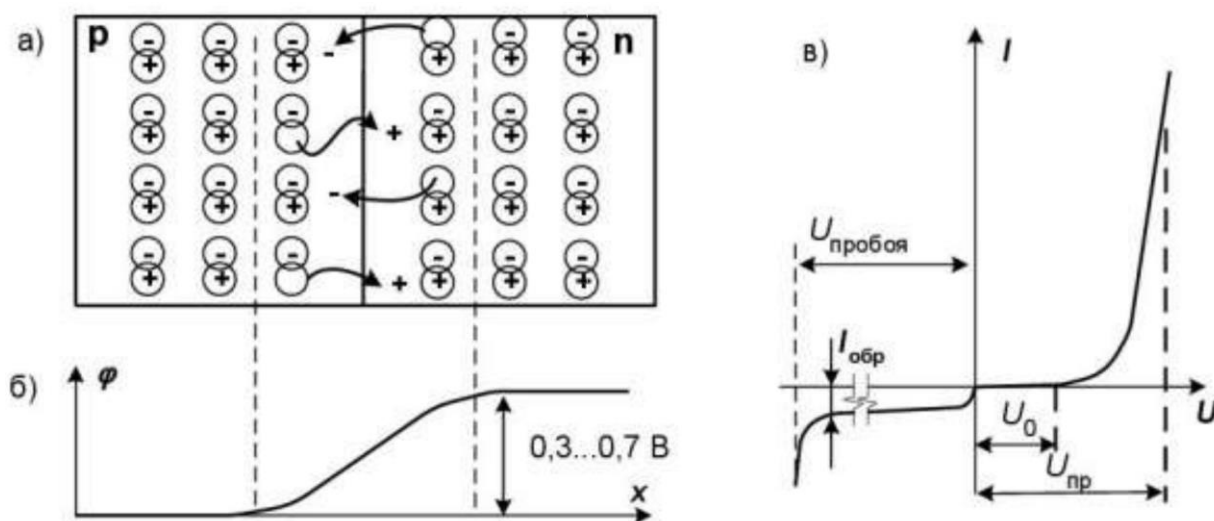 а)
p
n
- - - -
+ + + - + + +
- - - - -
+ + + + + +
- - - - -
+ + + - + + +
- - - - - -
+ + + + + +
б)
φ
0,3...0,7 В
x
в)
I
Uпробоя
Iобр
U0
U
Uпр